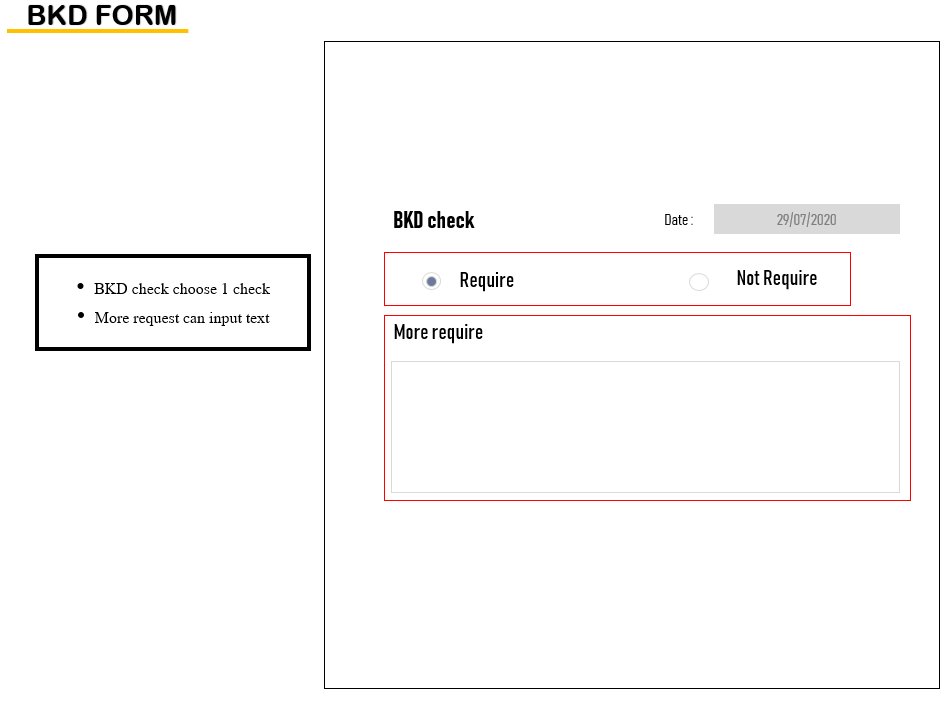 BKD FORM
BKD check
Date :
29/07/2020
Require
Not Require
More require
• BKD check choose 1 check
• More request can input text